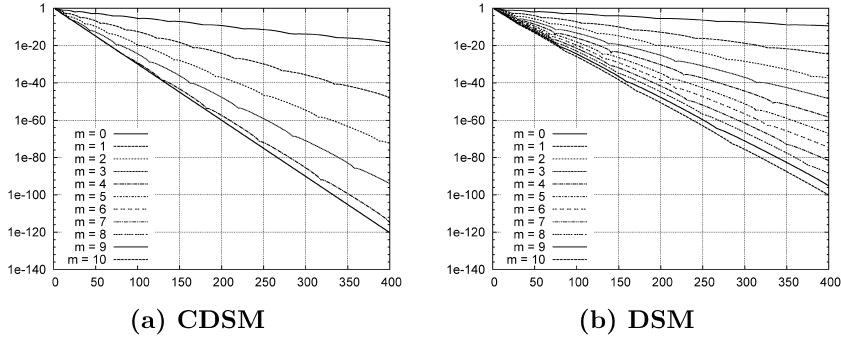 1
1e-20
1e-40
1e-60
1e-80
1e-100
1e-120
1e-140
m = 0
m = 1
m = 2
m = 3
m = 4
m = 5
m = 6
m = 7
m = 8
m = 9
m = 10
0 50 100 150 200 250 300 350 400
(a) CDSM
1
1e-20
1e-40
1e-60
1e-80
1e-100
1e-120
1e-140
m = 0
m = 1
m = 2
m = 3
m = 4
m = 5
m = 6
m = 7
m = 8
m = 9
m = 10
0 50 100 150 200 250 300 350 400
(b) DSM